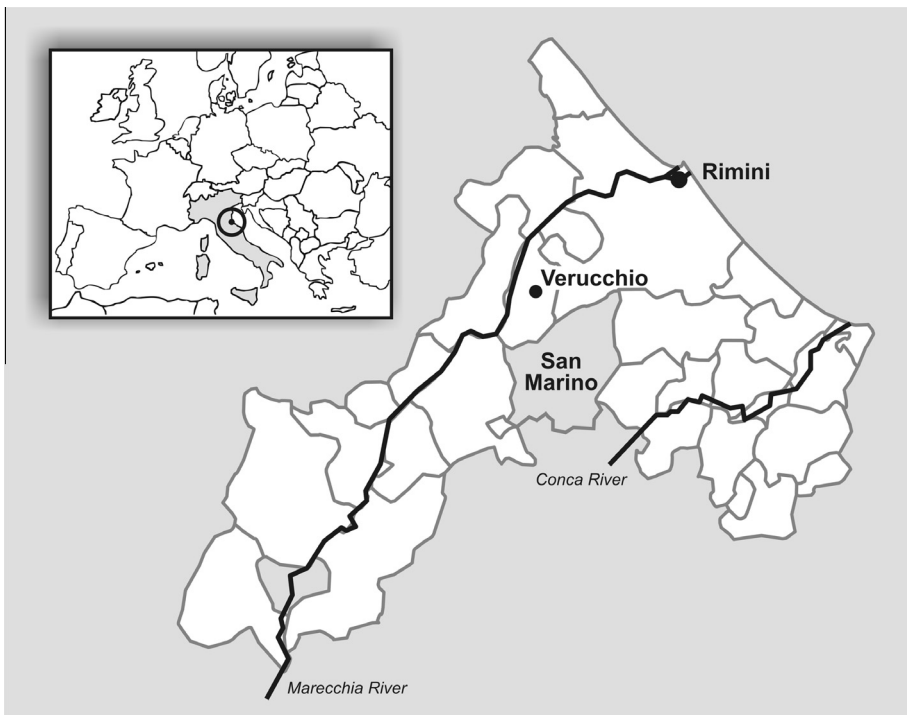 Rimini
Verucchio
San
Marino
Conca River
Marecchia River